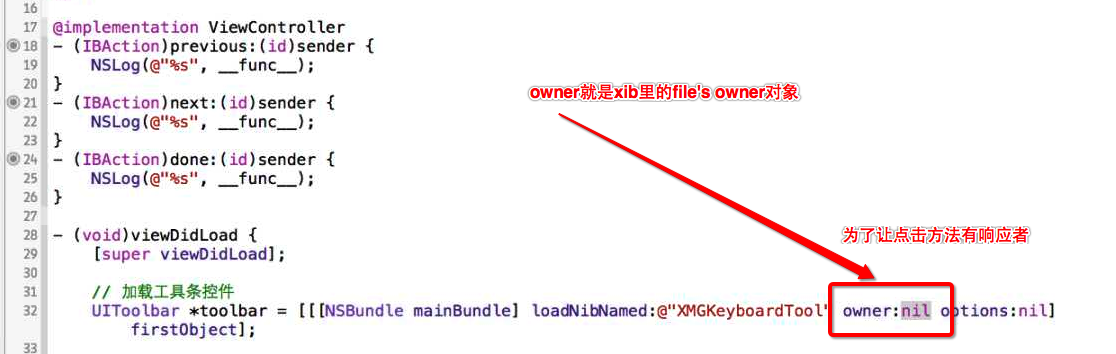 16
17 @implementation ViewController
18 - (IBAction)previous:(id)sender {
19 NSLog(@"%s", __func__);
20 }
21 - (IBAction)next:(id)sender {
22 NSLog(@"%s", __func__);
23 }
24 - (IBAction)done:(id)sender {
25 NSLog(@"%s", __func__);
26 }
27
28 - (void)viewDidLoad {
29 [super viewDidLoad];
30
31 // 加载工具条控件
32 UIToolbar *toolbar = [[[NSBundle mainBundle] loadNibNamed:@"XMGKeyboardTool" owner:nil options:nil]
firstObject];
33
owner就是xib里的file's owner对象
为了让点击方法有响应者